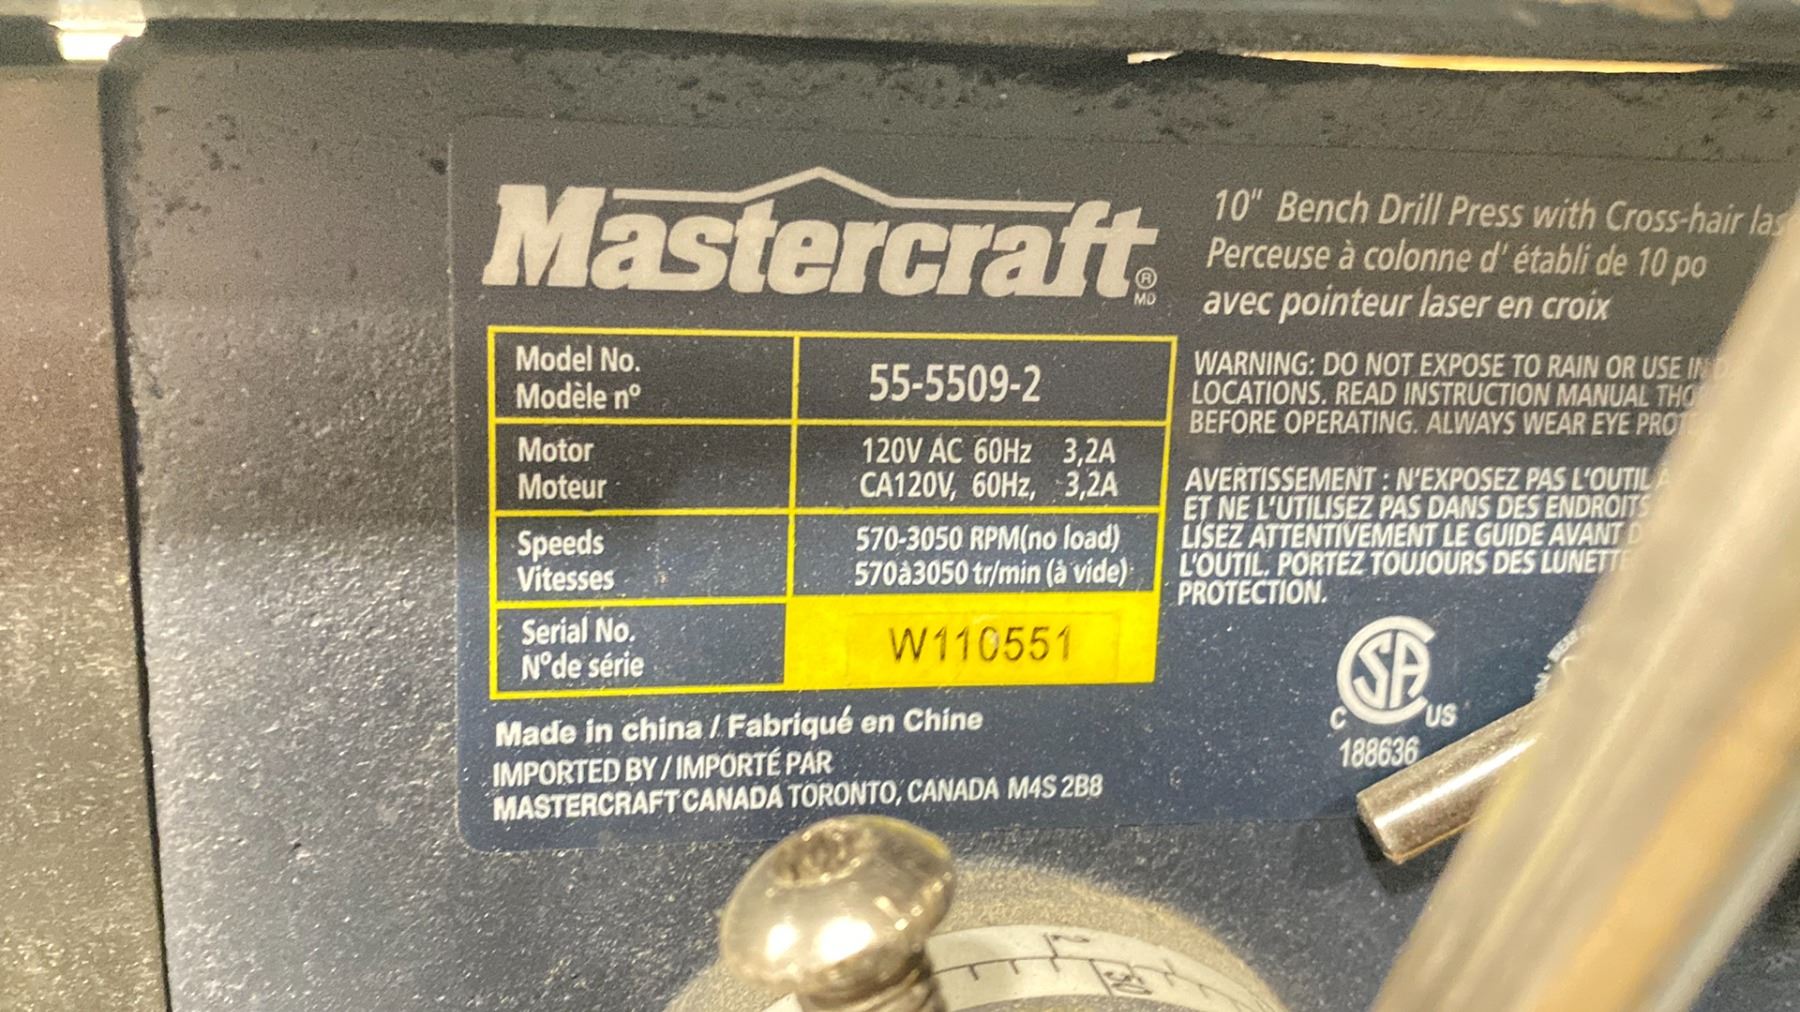 Mastercraft®
MD
10" Bench Drill Press with Cross-hair
Perceuse à colonne d' établi de 10 po
avec pointeur laser en croix
Model No.
Modèle nº
55-5509-2
Motor
Moteur
120V AC 60Hz 3,2A
CA120V, 60Hz, 3,2A
Speeds
Vitesses
570-3050 RPM(no load)
570à3050 tr/min (à vide)
Serial No.
Nºde série
W110551
WARNING: DO NOT EXPOSE TO RAIN OR USE
LOCATIONS. READ INSTRUCTION MANUAL
BEFORE OPERATING. ALWAYS WEAR EYE
AVERTISSEMENT : N'EXPOSEZ PAS L'OUTIL
ET NE L'UTILISEZ PAS DANS DES ENDROITS
LISEZ ATTENTIVEMENT LE GUIDE AVANT
L'OUTIL. PORTEZ TOUJOURS DES
PROTECTION.
Made in china / Fabriqué en Chine
IMPORTED BY / IMPORTÉ PAR
MASTERCRAFT CANADA TORONTO, CANADA M4S 2B8
CSA
C US
188636